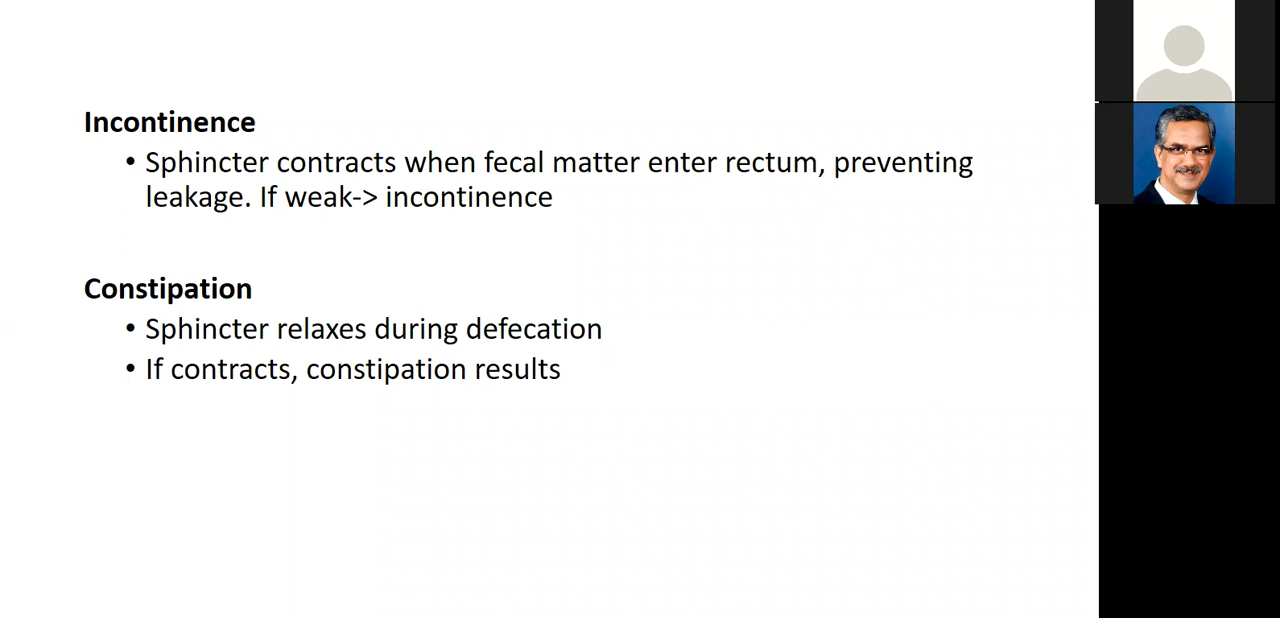 Incontinence
• Sphincter contracts when fecal matter enter rectum, preventing
leakage. If weak-> incontinence
Constipation
• Sphincter relaxes during defecation
• If contracts, constipation results